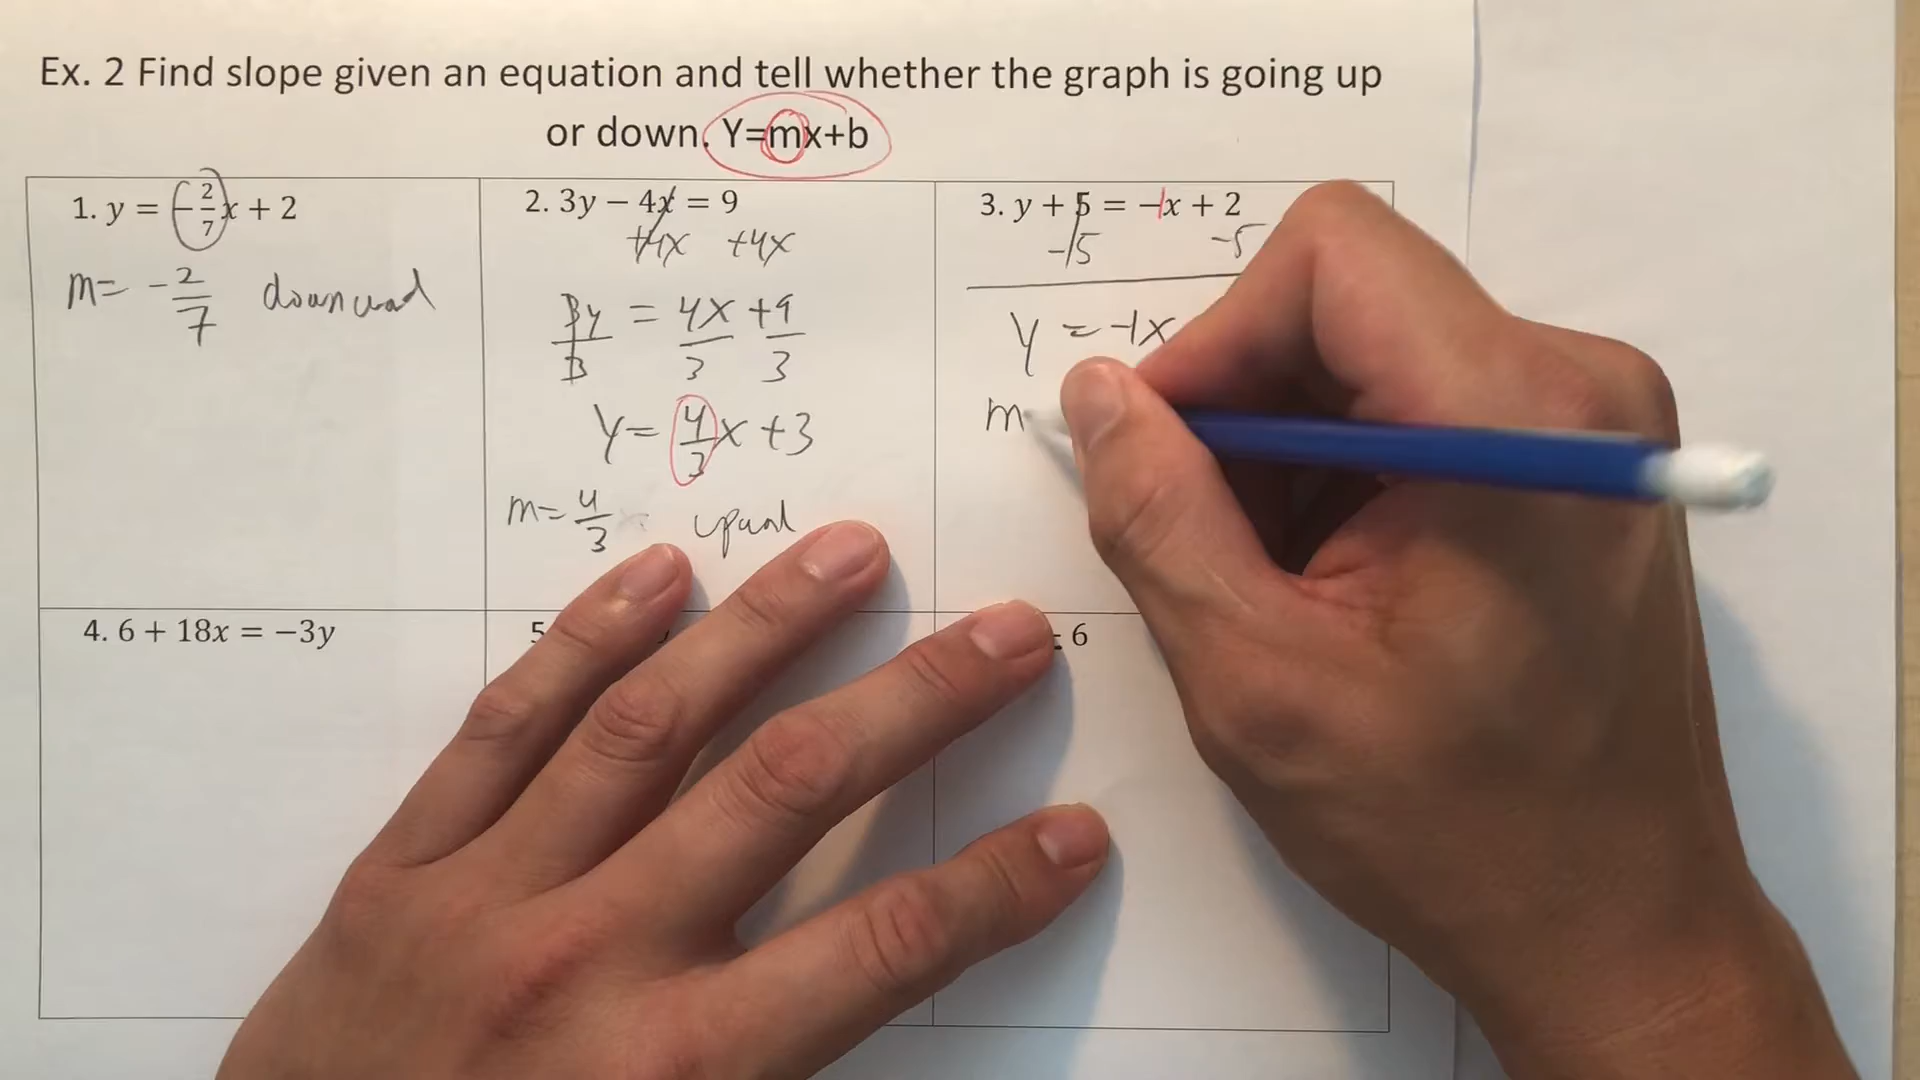 Ex. 2 Find slope given an equation and tell whether the graph is going up
or down. Y=mx+b
1. y = −2/7x + 2
m= -2/7 downward
2. 3y − 4x = 9
+4x +4x
3y/3 = 4x/3 +9/3
y= 4/3x +3
m= 4/3 upward
3. y + 5 = −1x + 2
-5 -5
y = -1x
m
4. 6 + 18x = −3y
5
= 6